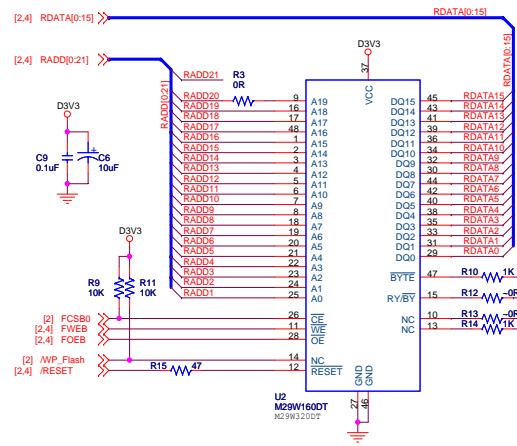 [2,4] RDATA[0:15]
RDATA[0:15]
[2,4] RADD[0:21]
D3V3
C9
0.1uF
C6
10uF
RADD[0:21]
RADD21
RADD20
RADD19
RADD18
RADD17
RADD16
RADD15
RADD14
RADD13
RADD12
RADD11
RADD10
RADD9
RADD8
RADD7
RADD6
RADD5
RADD4
RADD3
RADD2
RADD1
R3
0R
D3V3
37
VCC
9 A19
16 A18
17 A17
48 A16
1 A15
2 A14
3 A13
4 A12
5 A11
6 A10
7 A9
8 A8
18 A7
19 A6
20 A5
21 A4
22 A3
23 A2
24 A1
25 A0
26 CE
11 WE
28 OE
14 NC
12 RESET
DQ15 45 RDATA15
DQ14 43 RDATA14
DQ13 41 RDATA13
DQ12 39 RDATA12
DQ11 36 RDATA11
DQ10 34 RDATA10
DQ9 32 RDATA9
DQ8 30 RDATA8
DQ7 44 RDATA7
DQ6 42 RDATA6
DQ5 40 RDATA5
DQ4 38 RDATA4
DQ3 35 RDATA3
DQ2 33 RDATA2
DQ1 31 RDATA1
DQ0 29 RDATA0
RDATA[0:15]
BYTE 47 R10 1K
RY/BY 15 R12 ~0R
NC 10 R13 ~0R
NC 13 R14 1K
D3V3
R9
10K
R11
10K
[2] FCSB0
[2,4] FWEB
[2,4] FOEB
[2] /WP_Flash
[2,4] /RESET
R15 47
GND
GND
27
46
U2
M29W160DT
M29W320DT